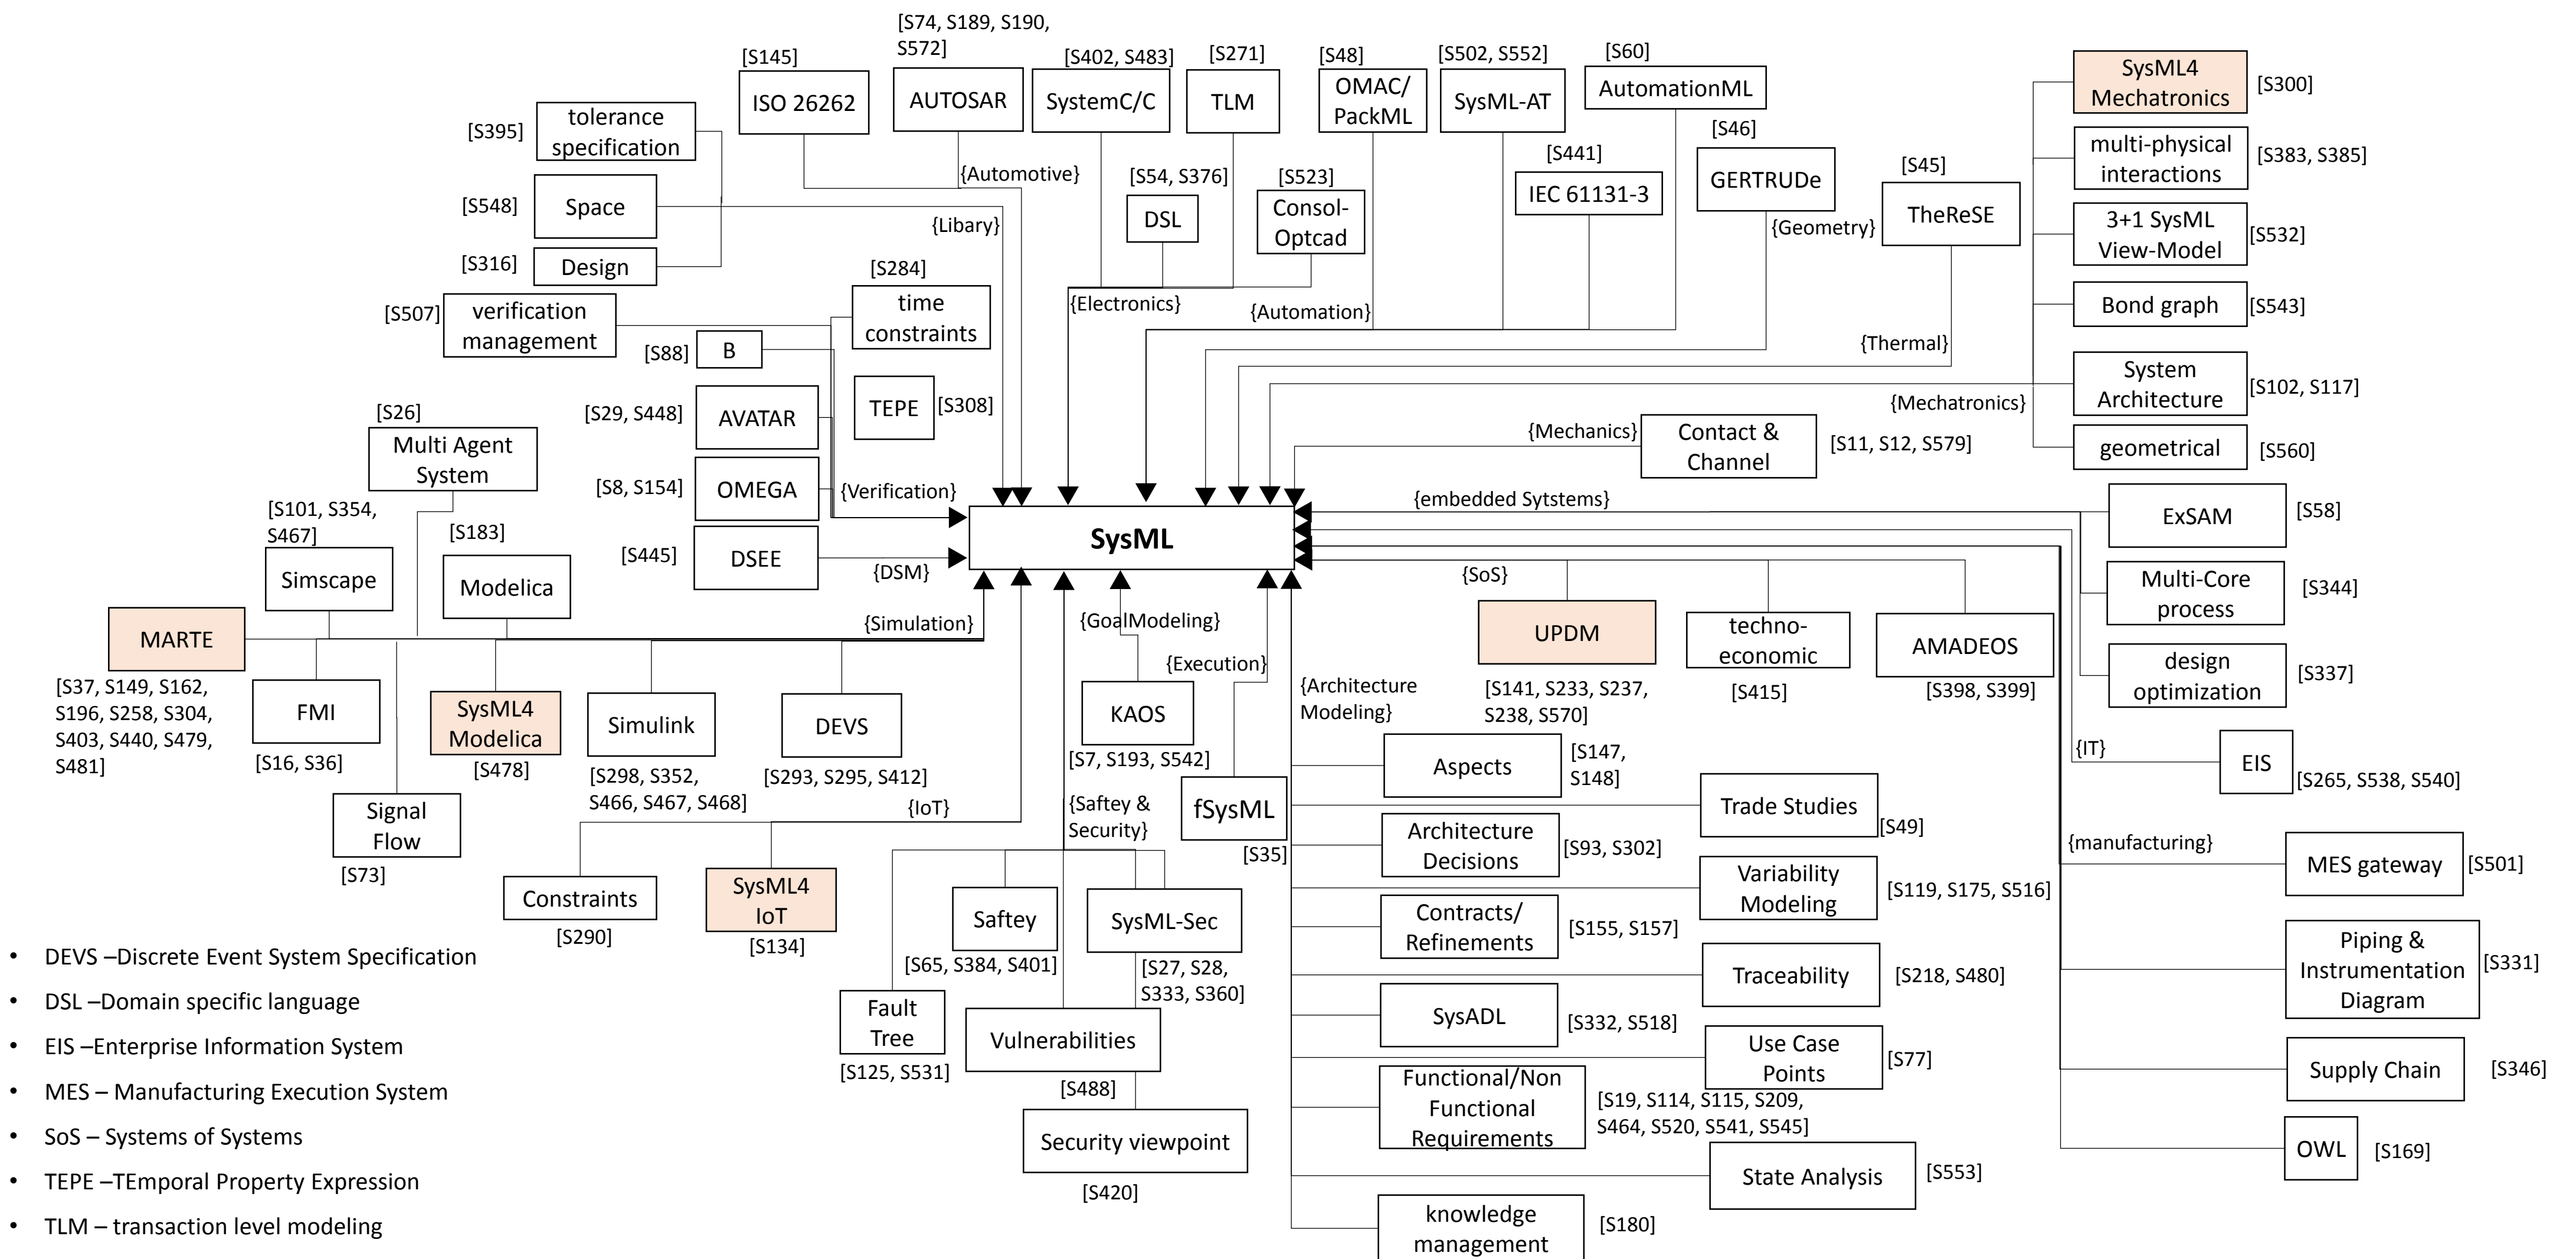 [S74, S189, S190,
S572]
[S145]
[S402, S483]
[S271]
[S48]
[S502, S552]
[S60]
ISO 26262
AUTOSAR
SystemC/C
TLM
OMAC/
PackML
SysML-AT
AutomationML
SysML4
Mechatronics
[S300]
[S395]
tolerance
specification
[S46]
GERTRUDe
[S441]
IEC 61131-3
[S45]
TheReSE
multi-physical
interactions
[S383, S385]
{Automotive}
[S54, S376]
DSL
[S523]
Consol-
Optcad
[S548]
Space
{Libary}
{Geometry}
3+1 SysML
View-Model
[S532]
[S316]
Design
[S284]
time
constraints
{Electronics}
{Automation}
Bond graph
[S543]
[S507]
verification
management
[S88]
B
{Thermal}
System
Architecture
[S102, S117]
[S29, S448]
AVATAR
TEPE
[S308]
{Mechatronics}
[S26]
Multi Agent
System
{Mechanics}
Contact &
Channel
[S11, S12, S579]
geometrical
[S560]
[S8, S154]
OMEGA
{Verification}
{embedded Sytstems}
[S101, S354,
S467]
[S183]
SysML
ExSAM
[S58]
Simscape
Modelica
[S445]
DSEE
{DSM}
{SoS}
Multi-Core
process
[S344]
MARTE
{Simulation}
{GoalModeling}
UPDM
techno-
economic
AMADEOS
{Execution}
design
optimization
[S337]
[S37, S149, S162,
S196, S258, S304,
S403, S440, S479,
S481]
FMI
[S16, S36]
SysML4
Modelica
[S478]
Simulink
[S298, S352,
S466, S467, S468]
DEVS
[S293, S295, S412]
KAOS
[S7, S193, S542]
{Architecture
Modeling}
[S141, S233, S237,
S238, S570]
[S415]
[S398, S399]
Aspects
[S147,
S148]
{IT}
EIS
[S265, S538, S540]
Signal
Flow
[S73]
{IoT}
{Saftey &
Security}
fSysML
[S35]
Trade Studies
[S49]
Architecture
Decisions
[S93, S302]
{manufacturing}
MES gateway
[S501]
Constraints
[S290]
SysML4
IoT
[S134]
Saftey
[S65, S384, S401]
SysML-Sec
[S27, S28,
S333, S360]
Variability
Modeling
[S119, S175, S516]
Contracts/
Refinements
[S155, S157]
Piping &
Instrumentation
Diagram
[S331]
Traceability
[S218, S480]
Fault
Tree
[S125, S531]
Vulnerabilities
[S488]
SysADL
[S332, S518]
Use Case
Points
[S77]
Supply Chain
[S346]
Functional/Non
Functional
Requirements
[S19, S114, S115, S209,
S464, S520, S541, S545]
Security viewpoint
[S420]
OWL
[S169]
State Analysis
[S553]
knowledge
management
[S180]
• DEVS –Discrete Event System Specification
• DSL –Domain specific language
• EIS –Enterprise Information System
• MES – Manufacturing Execution System
• SoS – Systems of Systems
• TEPE –TEmporal Property Expression
• TLM – transaction level modeling